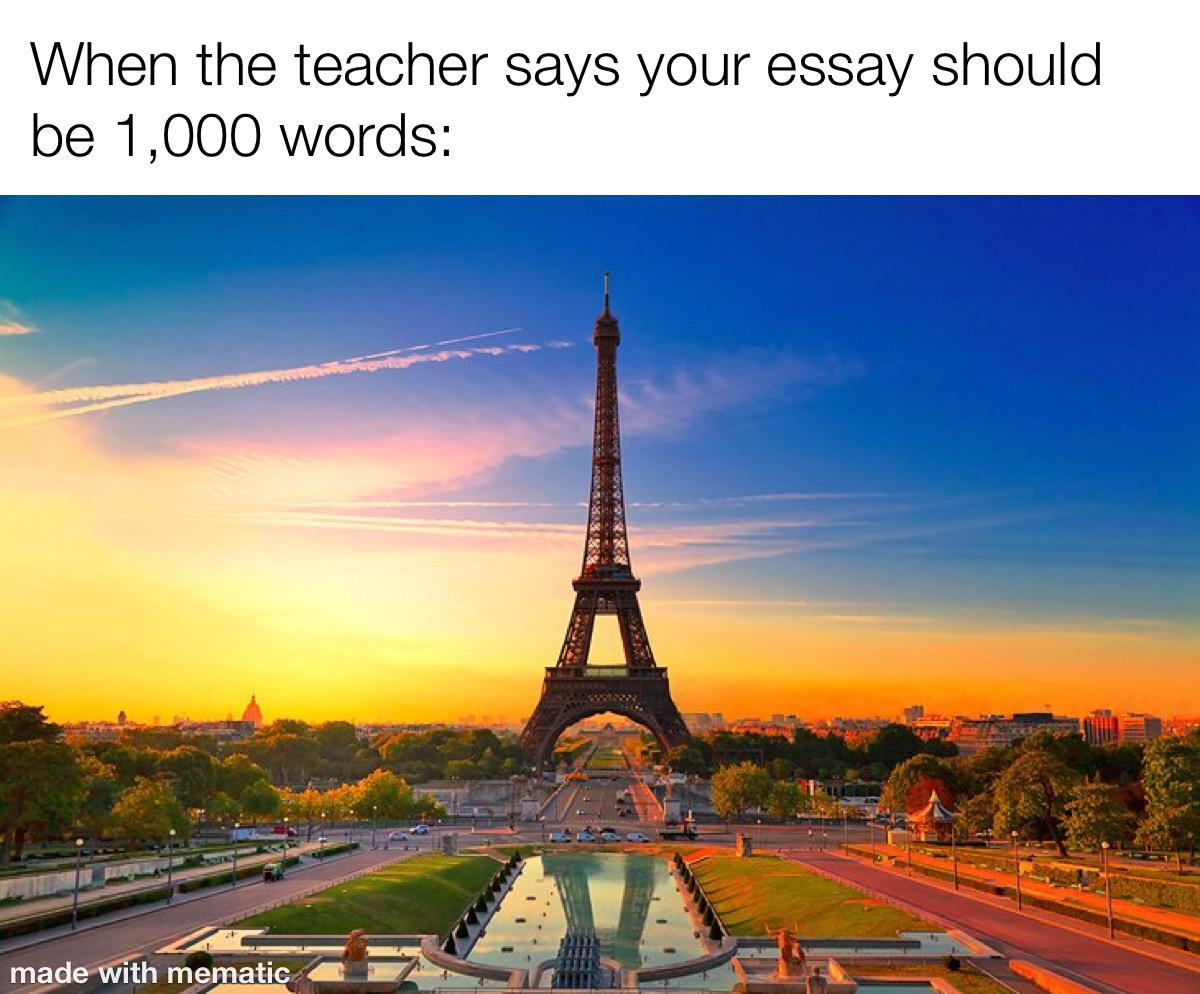 When the teacher says your essay should
be 1,000 words:
made with mematic